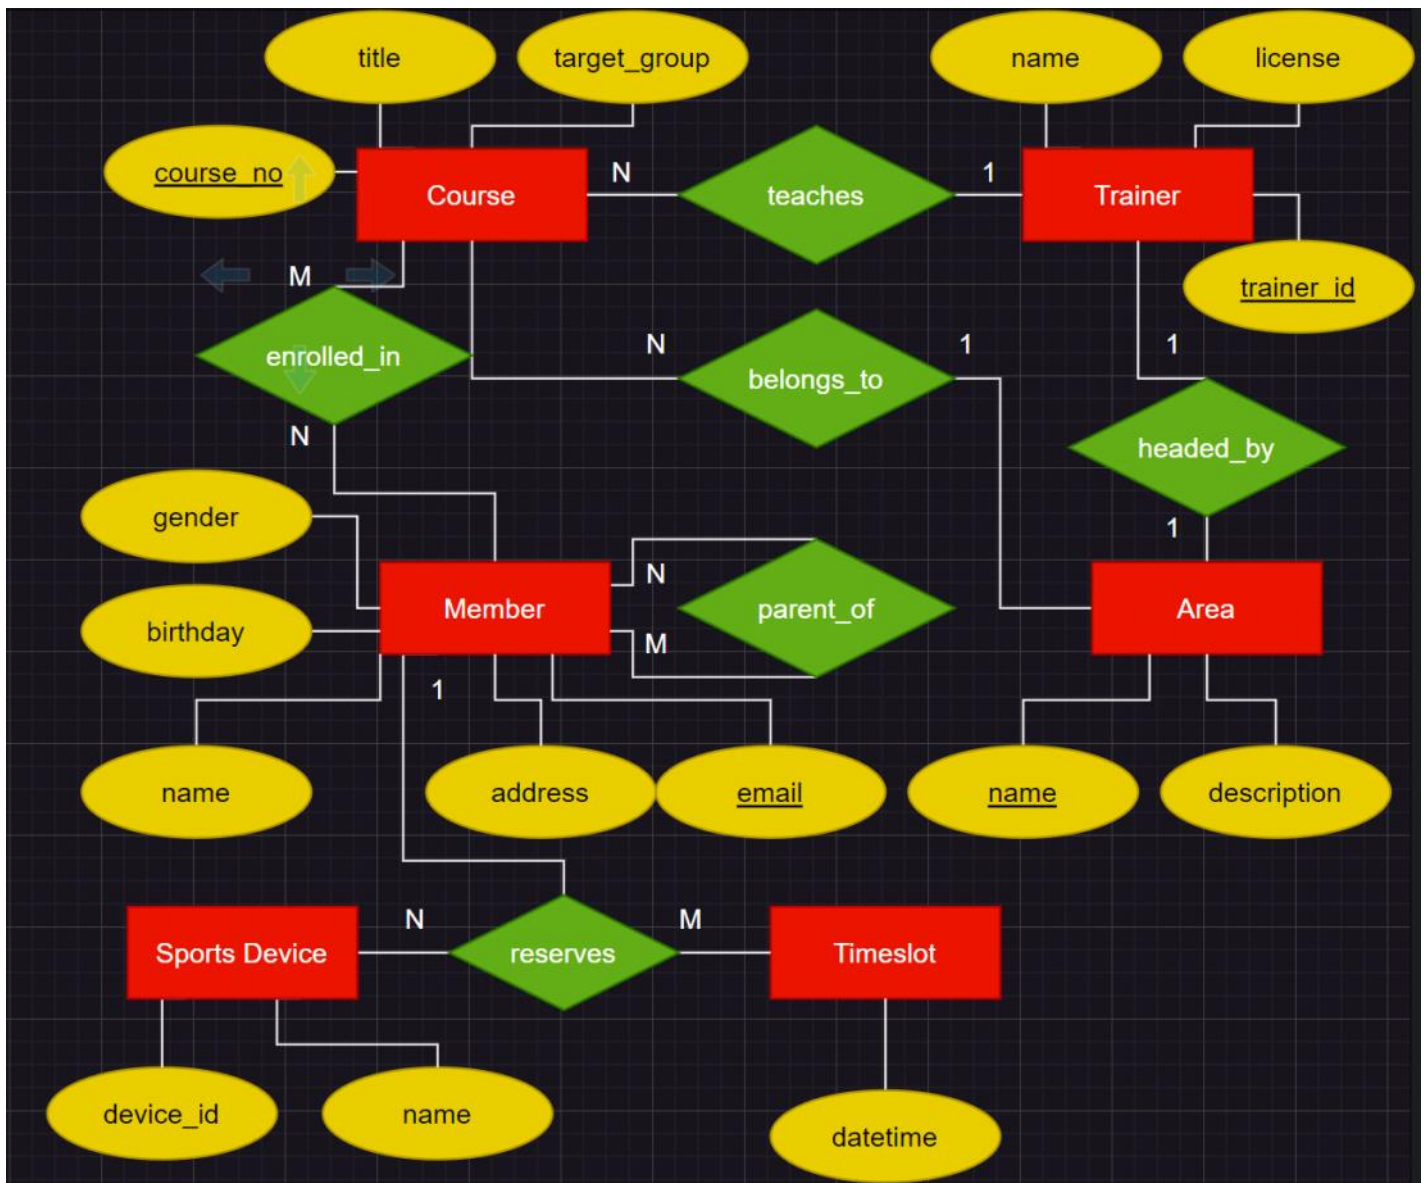 title
target_group
name
license
course_no
Course
N
teaches
1
Trainer
trainer_id
M
enrolled_in
N
N
belongs_to
1
1
headed_by
1
gender
birthday
Member
N
M
parent_of
Area
1
name
address
email
name
description
Sports Device
N
reserves
M
Timeslot
device_id
name
datetime